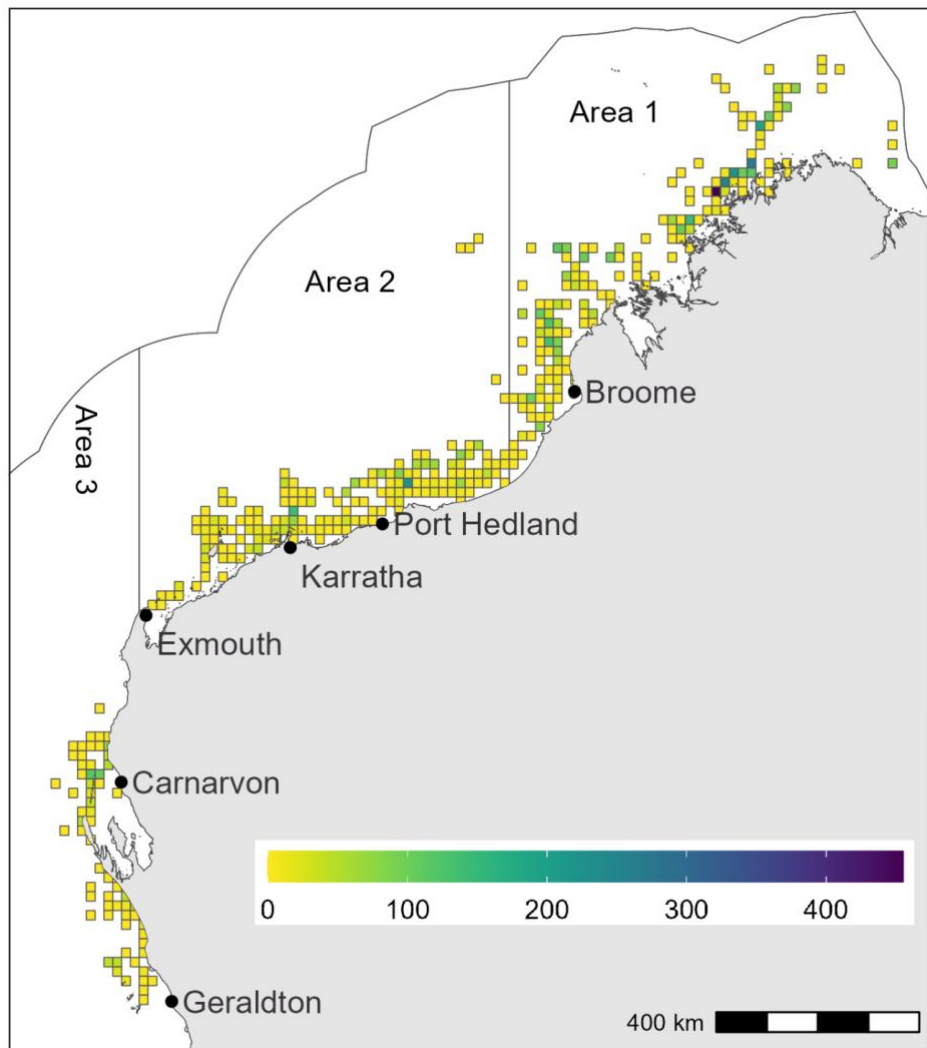 Area 1
Area 2
Area 3
Broome
Port Hedland
Karratha
Exmouth
Carnarvon
0 100 200 300 400
Geraldton
400 km